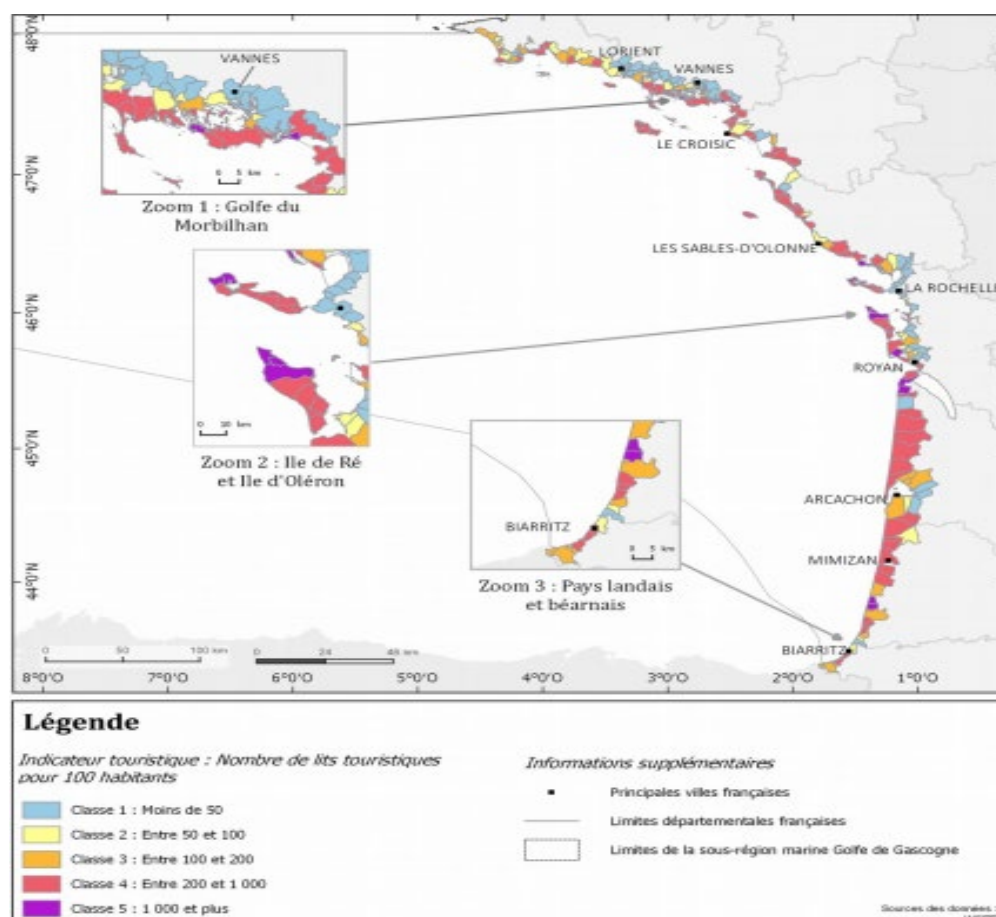 48°0'N
47°0'N
46°0'N
45°0'N
44°0'N
VANNES
0 5 km
Zoom 1 : Golfe du
Morbilhan
LORIENT
VANNES
LE CROISIC
LES SABLES-D'OLONNE
LA ROCHELLE
ROYAN
ARCACHON
MIMIZAN
BIARRITZ
0 10 km
Zoom 2 : Ile de Ré
et Ile d'Oléron
BIARRITZ
0 5 km
Zoom 3 : Pays landais
et béarnais
0 50 100 km
0 24 48 km
8°0'O 7°0'O 6°0'O 5°0'O 4°0'O 3°0'O 2°0'O 1°0'O
Légende
Indicateur touristique : Nombre de lits touristiques
pour 100 habitants
Classe 1 : Moins de 50
Classe 2 : Entre 50 et 100
Classe 3 : Entre 100 et 200
Classe 4 : Entre 200 et 1 000
Classe 5 : 1 000 et plus
Informations supplémentaires
Principales villes françaises
Limites départementales françaises
Limites de la sous-région marine Golfe de Gascogne
Sources des données :